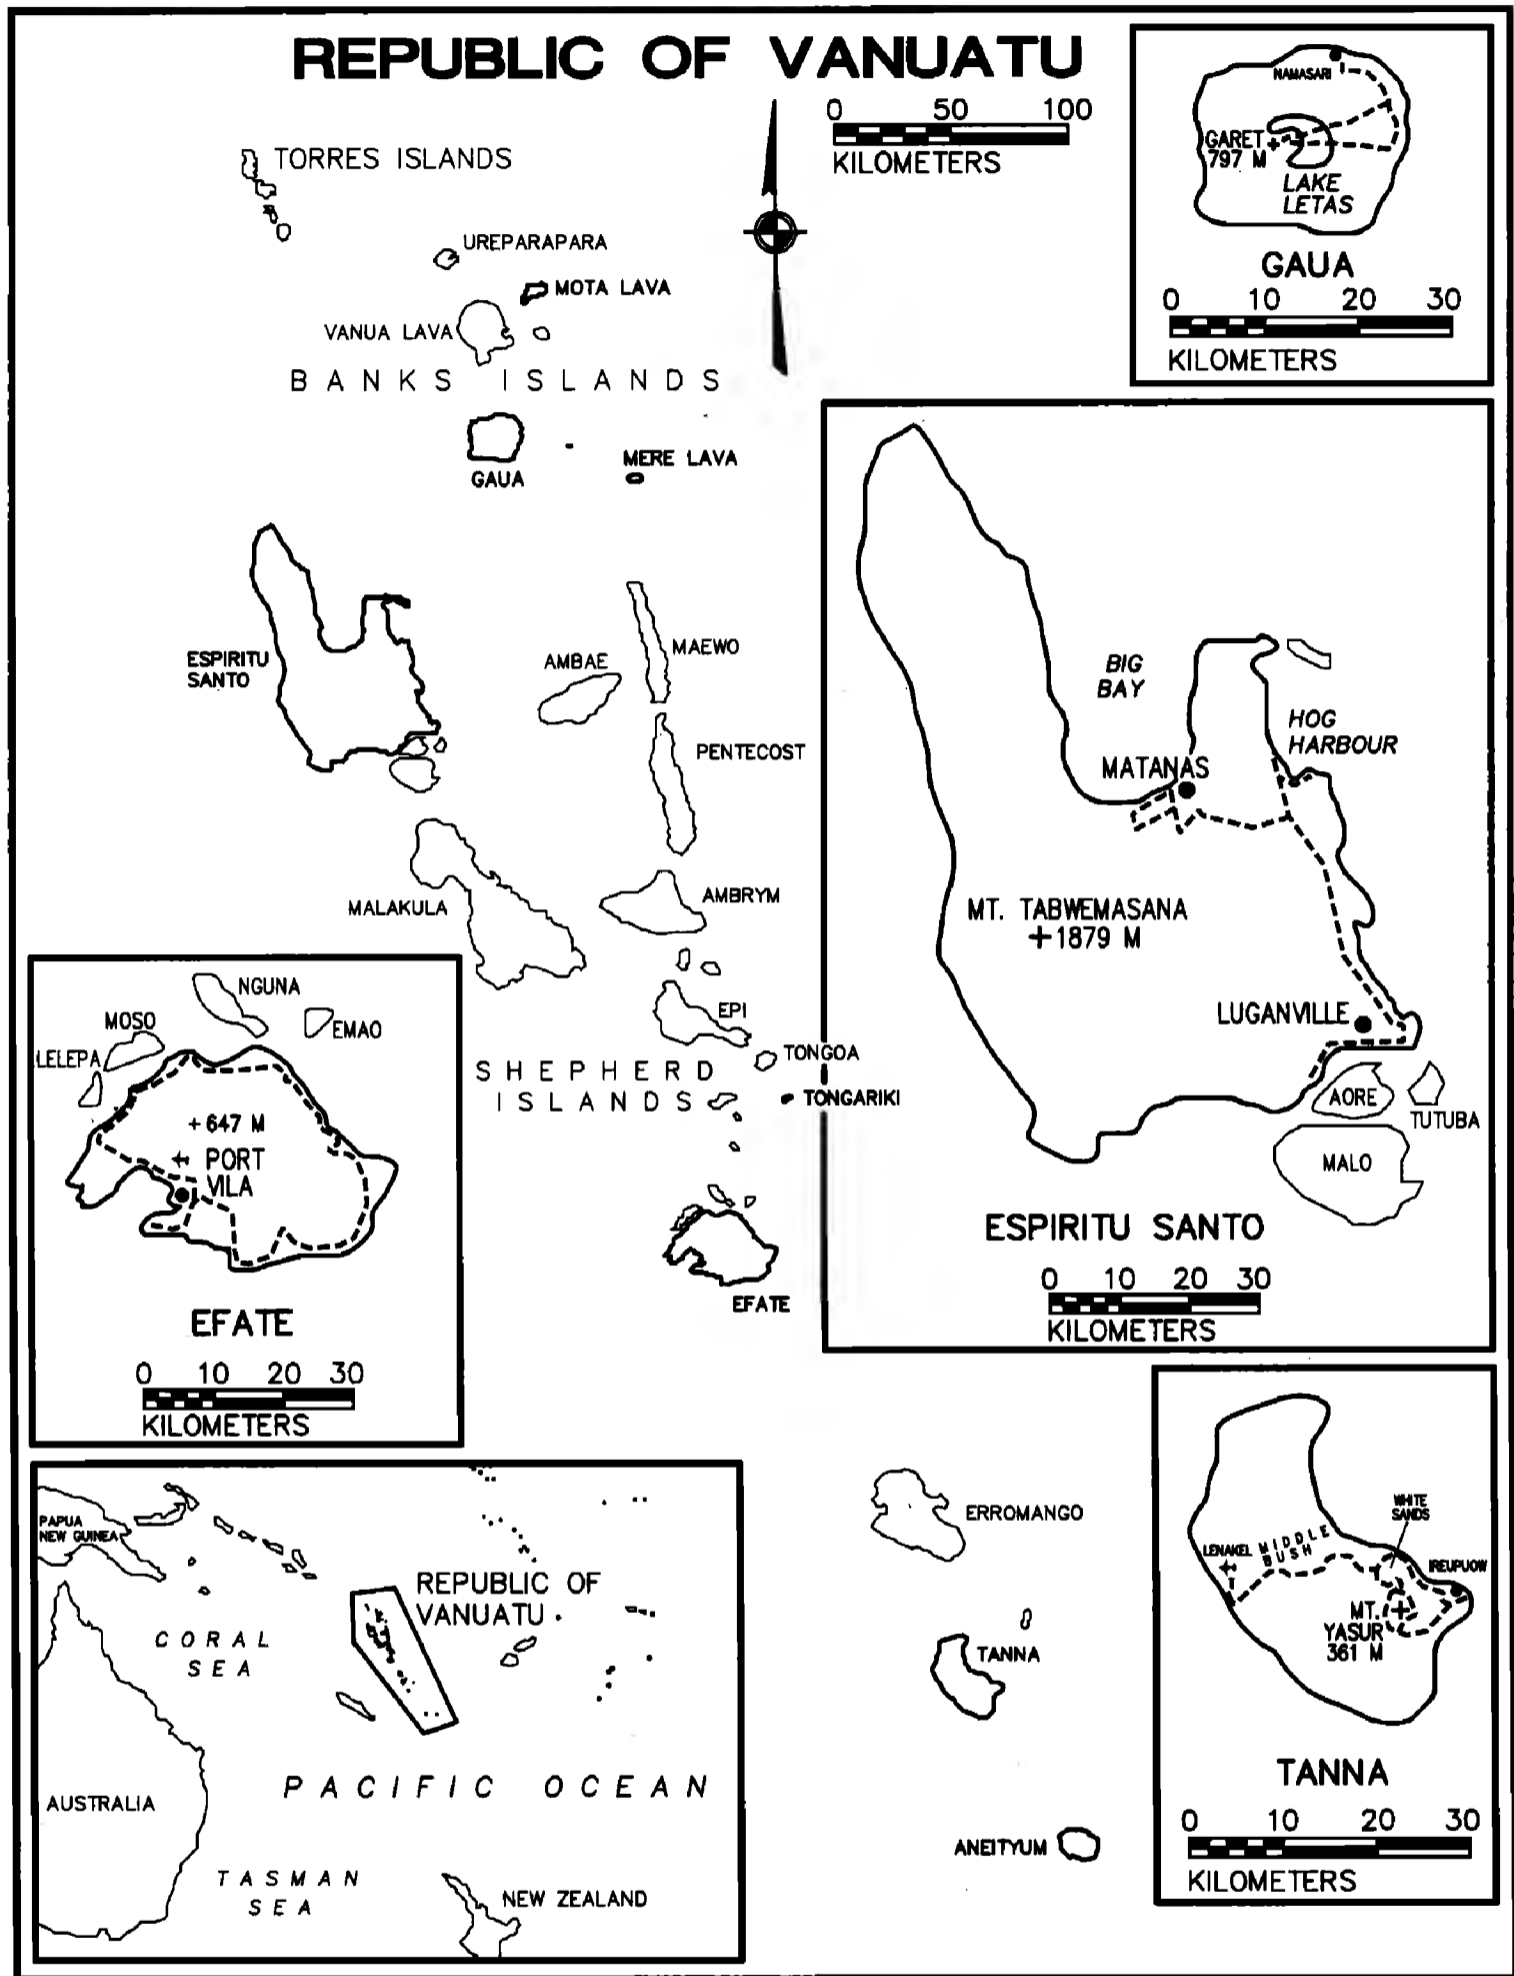 REPUBLIC OF VANUATU
0 50 100
KILOMETERS
TORRES ISLANDS
UREPARAPARA
MOTA LAVA
VANUA LAVA
BANKS ISLANDS
GAUA
MERE LAVA
ESPIRITU
SANTO
AMBAE
MAEWO
PENTECOST
MALAKULA
AMBRYM
EPI
SHEPHERD
ISLANDS
TONGOA
TONGARIKI
EFATE
ERROMANGO
TANNA
ANEITYUM
NAMASARI
GARET
797 M
LAKE
LETAS
GAUA
0 10 20 30
KILOMETERS
BIG
BAY
HOG
HARBOUR
MATANAS
MT. TABWEMASANA
+1879 M
LUGANVILLE
AORE
TUTUBA
MALO
ESPIRITU SANTO
0 10 20 30
KILOMETERS
NGUNA
MOSO
EMAO
LELEPA
+647 M
PORT
VILA
EFATE
0 10 20 30
KILOMETERS
PAPUA
NEW GUINEA
REPUBLIC OF
VANUATU
CORAL
SEA
PACIFIC OCEAN
AUSTRALIA
TASMAN
SEA
NEW ZEALAND
WHITE
SANDS
LENAKEL
MIDDLE
BUSH
IREUPUOW
MT.
YASUR
361 M
TANNA
0 10 20 30
KILOMETERS